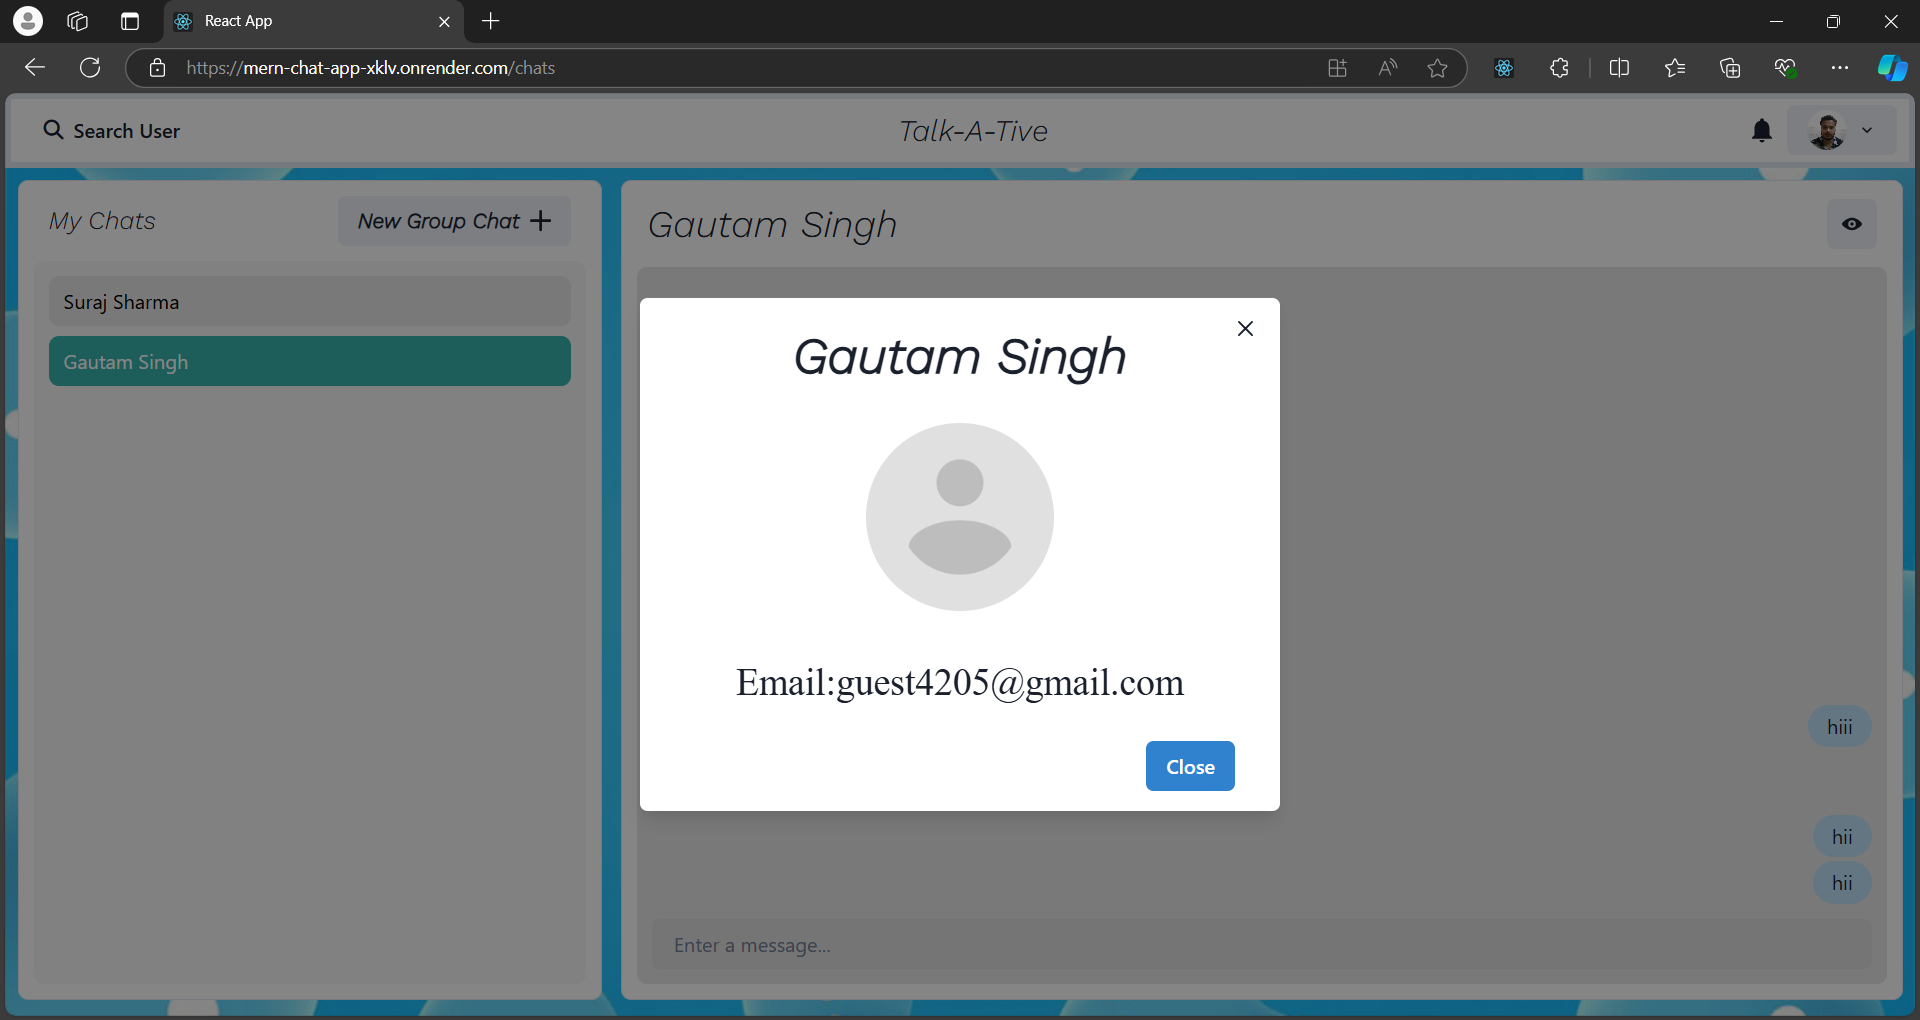 React App
https://mern-chat-app-xklv.onrender.com/chats
Search User
Talk-A-Tive
My Chats
New Group Chat
Suraj Sharma
Gautam Singh
Gautam Singh
Gautam Singh
Email:guest4205@gmail.com
Close
hiii
hii
hii
Enter a message...